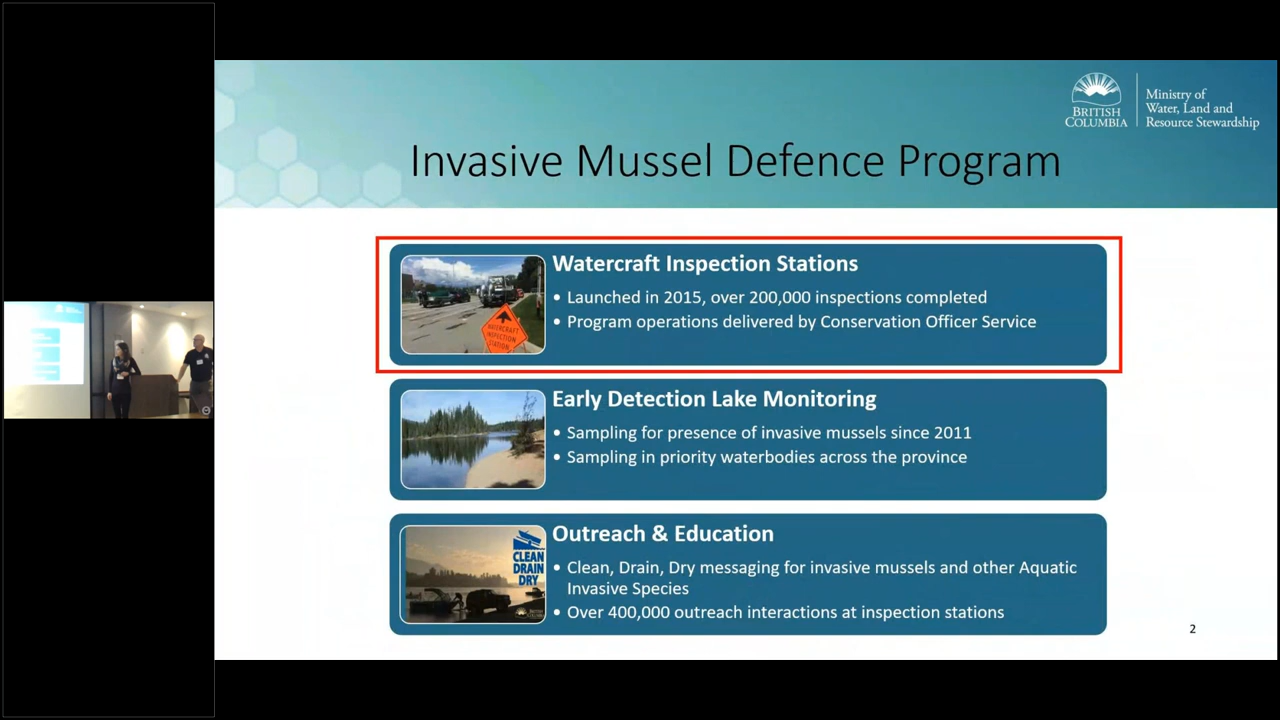 BRITISH
COLUMBIA
Ministry of
Water, Land and
Resource Stewardship
Invasive Mussel Defence Program
Watercraft Inspection Stations
• Launched in 2015, over 200,000 inspections completed
• Program operations delivered by Conservation Officer Service
WATERCRAFT
INSPECTION
STATION
Early Detection Lake Monitoring
• Sampling for presence of invasive mussels since 2011
• Sampling in priority waterbodies across the province
Outreach & Education
CLEAN
DRAIN
DRY
• Clean, Drain, Dry messaging for invasive mussels and other Aquatic
Invasive Species
• Over 400,000 outreach interactions at inspection stations
2